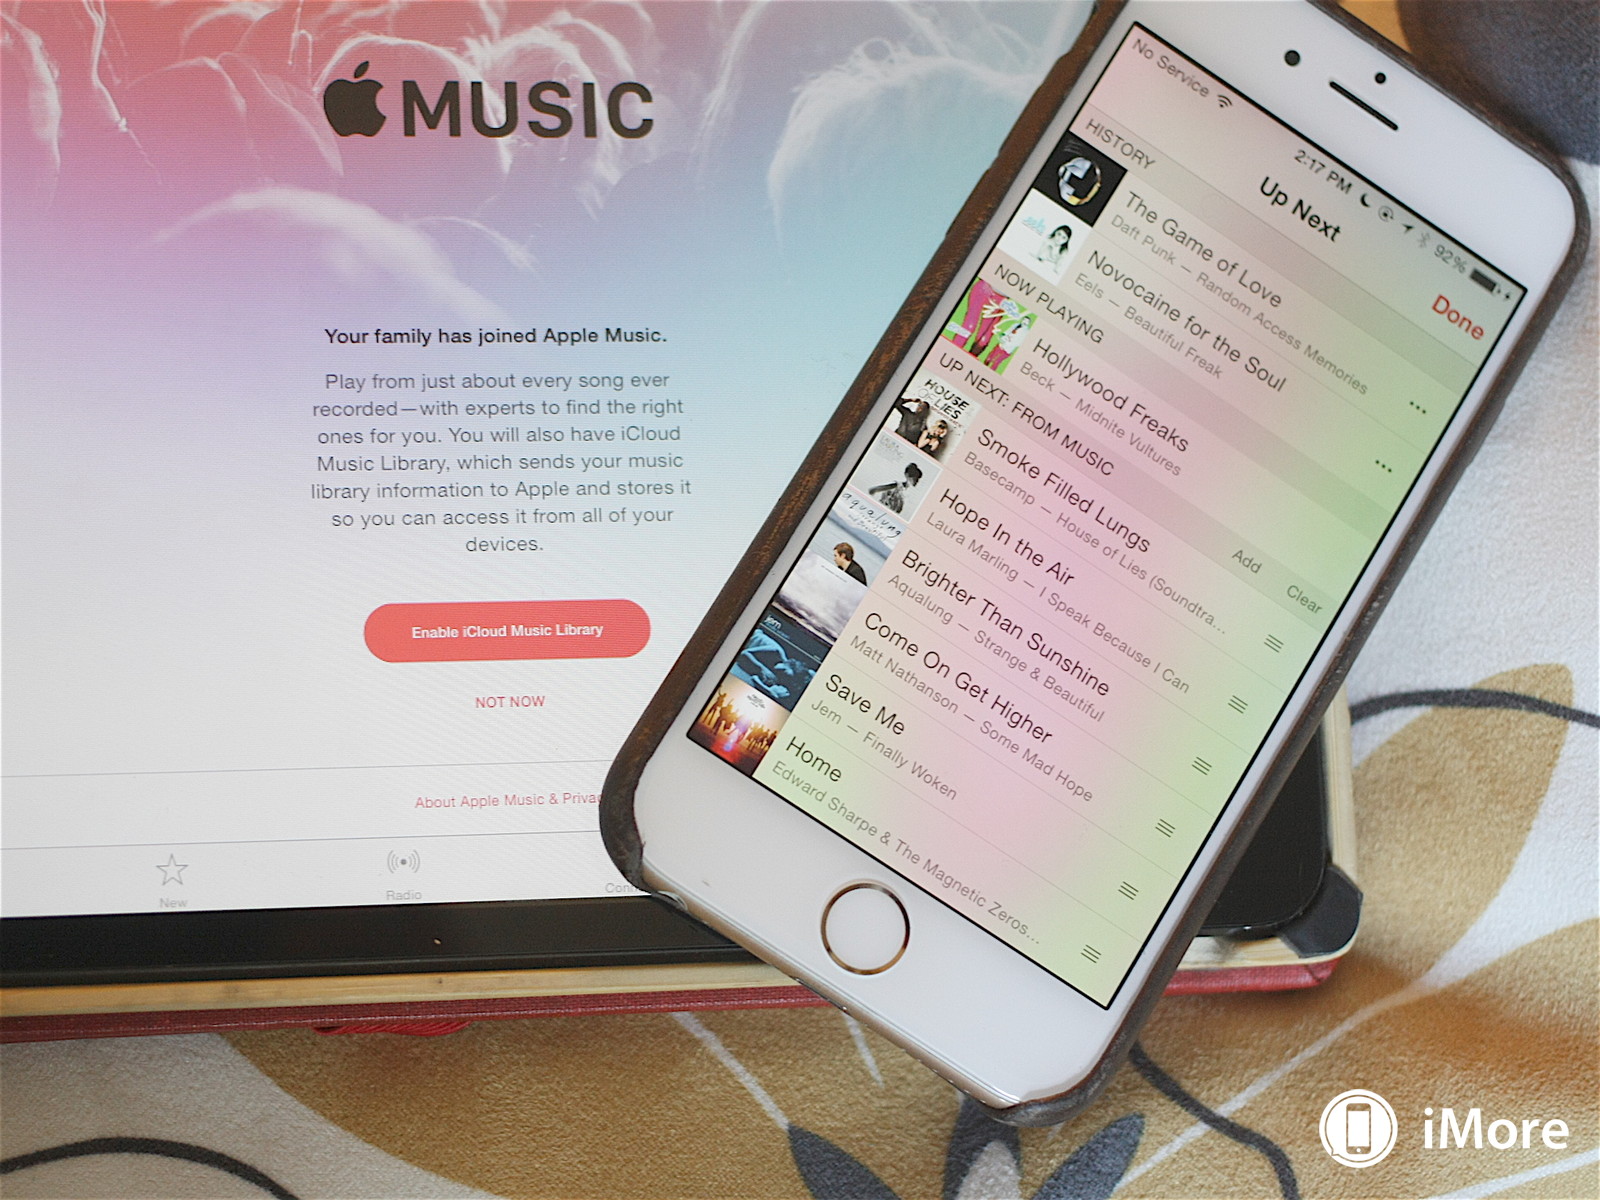 MUSIC
Your family has joined Apple Music.
Play from just about every song ever
recorded—with experts to find the right
ones for you. You will also have iCloud
Music Library, which sends your music
library information to Apple and stores it
so you can access it from all of your
devices.
Enable iCloud Music Library
NOT NOW
About Apple Music &
New
Radio
No Service
2:17 PM
92%
Up Next
Done
HISTORY
The Game of Love
Daft Punk — Random Access Memories
Novocaine for the Soul
Eels — Beautiful Freak
NOW PLAYING
Hollywood Freaks
Beck — Midnite Vultures
UP NEXT: FROM MUSIC
Add
Clear
HOUSE
OF LIES
Smoke Filled Lungs
Basecamp — House of Lies (Soundtra...
Hope In the Air
Laura Marling — I Speak Because I Can
aqualung
Brighter Than Sunshine
Aqualung — Strange & Beautiful
Come On Get Higher
Matt Nathanson — Some Mad Hope
jem
Save Me
Jem — Finally Woken
Home
Edward Sharpe & The Magnetic Zeros...
iMore